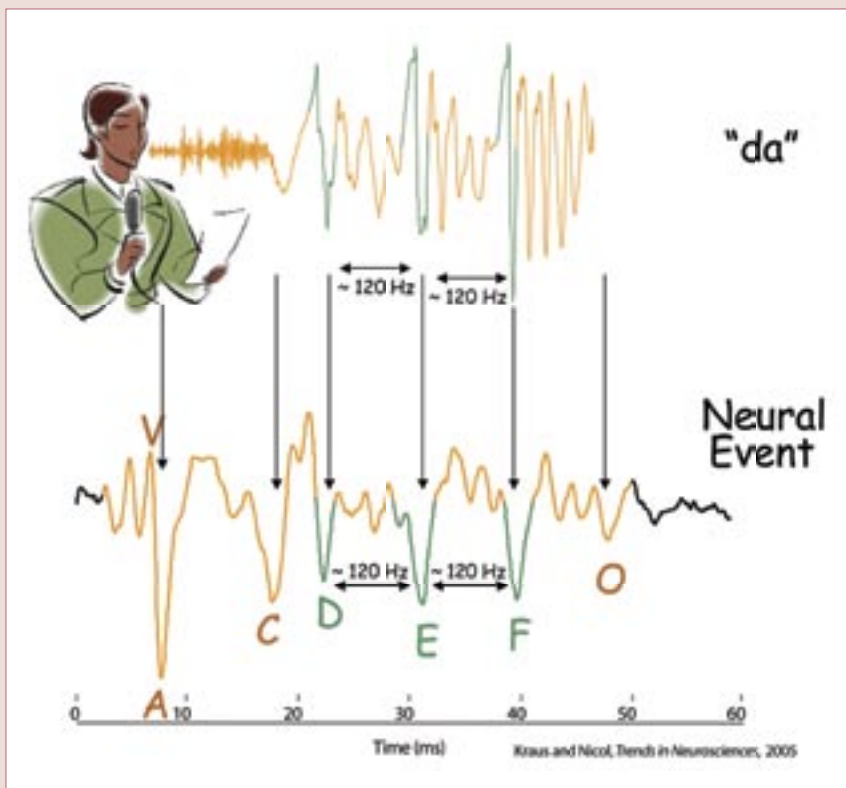 "da"
~ 120 Hz
~ 120 Hz
Neural
Event
V
~ 120 Hz
~ 120 Hz
C
D
E
F
O
A
0 10 20 30 40 50 60
Time (ms)
Kraus and Nicol, Trends in Neurosciences, 2005